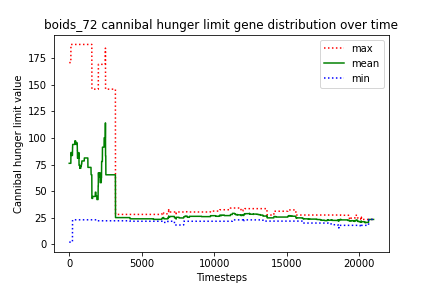 boids_72 cannibal hunger limit gene distribution over time
Cannibal hunger limit value
175
150
125
100
75
50
25
0
max
mean
min
0
5000
10000
15000
20000
Timesteps